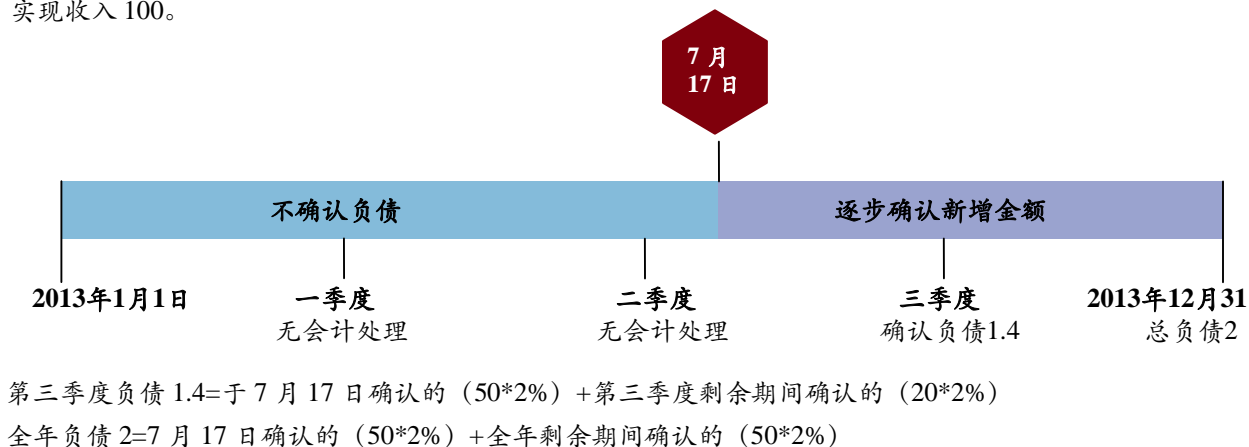 实现收入 100。
7 月
17 日
不确认负债
逐步确认新增金额
2013年1月1日
一季度
二季度
三季度
2013年12月31
无会计处理
无会计处理
确认负债1.4
总负债2
第三季度负债 1.4=于 7 月 17 日确认的（50*2%）+第三季度剩余期间确认的（20*2%）
全年负债 2=7 月 17 日确认的（50*2%）+全年剩余期间确认的（50*2%）